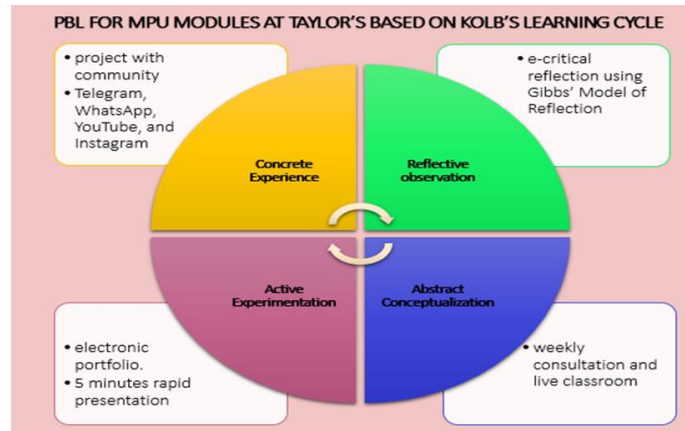 PBL FOR MPU MODULES AT TAYLOR'S BASED ON KOLB'S LEARNING CYCLE
• project with
community
• Telegram,
WhatsApp,
YouTube, and
Instagram
• e-critical
reflection using
Gibbs' Model of
Reflection
Concrete
Experience
Reflective
observation
Active
Experimentation
Abstract
Conceptualization
• electronic
portfolio.
• 5 minutes rapid
presentation
• weekly
consultation and
live classroom